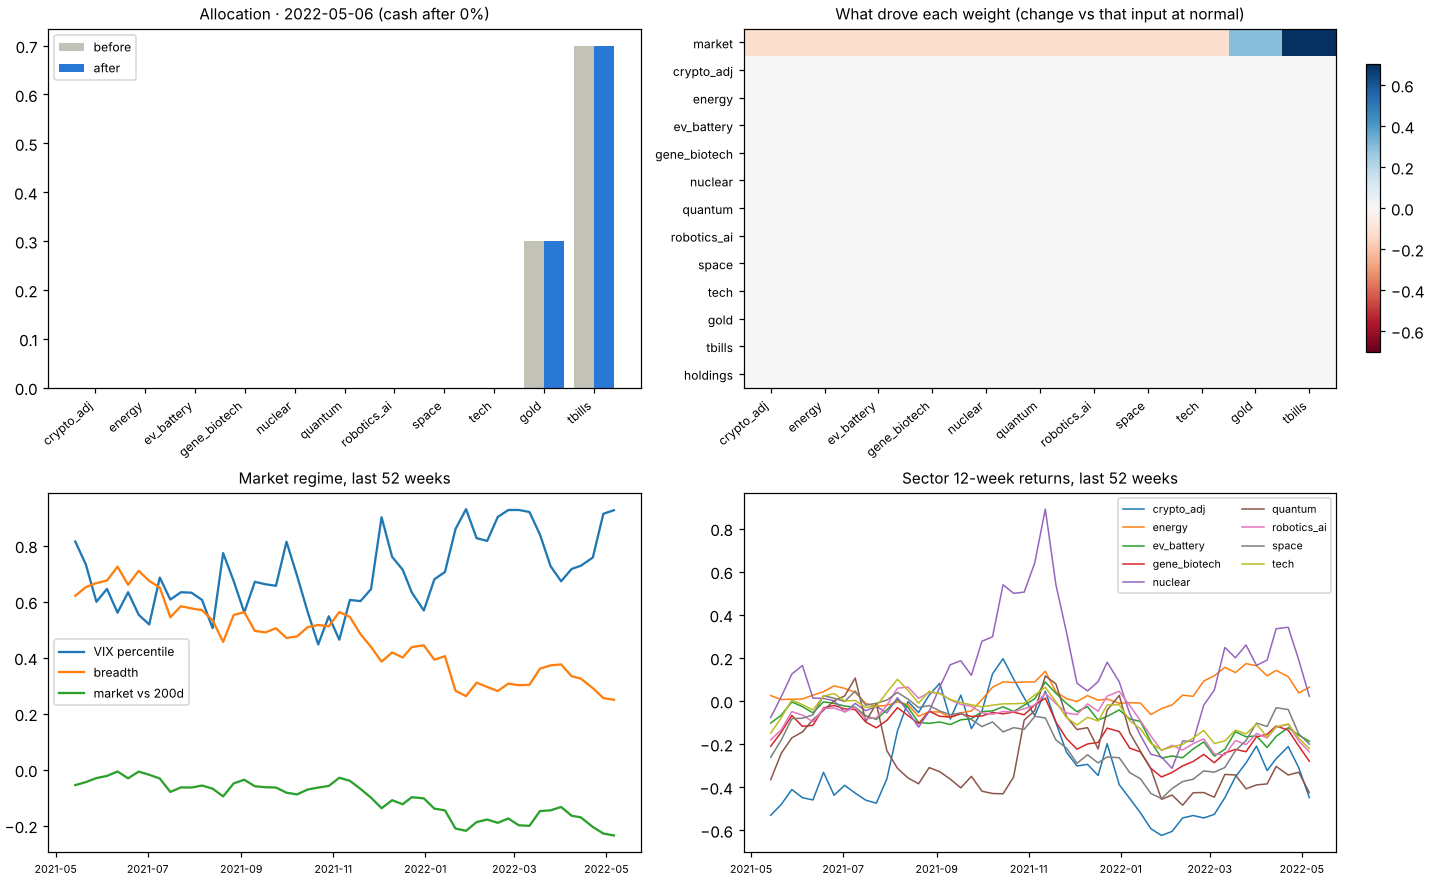 Allocation · 2022-05-06 (cash after 0%)
before
after
0.7
0.6
0.5
0.4
0.3
0.2
0.1
0.0
crypto_adj
energy
ev_battery
gene_biotech
nuclear
quantum
robotics_ai
space
tech
gold
tbills
What drove each weight (change vs that input at normal)
market
crypto_adj
energy
ev_battery
gene_biotech
nuclear
quantum
robotics_ai
space
tech
gold
tbills
holdings
crypto_adj
energy
ev_battery
gene_biotech
nuclear
quantum
robotics_ai
space
tech
gold
tbills
0.6
0.4
0.2
0.0
−0.2
−0.4
−0.6
Market regime, last 52 weeks
0.8
0.6
0.4
0.2
0.0
−0.2
VIX percentile
breadth
market vs 200d
2021-05
2021-07
2021-09
2021-11
2022-01
2022-03
2022-05
Sector 12-week returns, last 52 weeks
crypto_adj
energy
ev_battery
gene_biotech
nuclear
quantum
robotics_ai
space
tech
0.8
0.6
0.4
0.2
0.0
−0.2
−0.4
−0.6
2021-05
2021-07
2021-09
2021-11
2022-01
2022-03
2022-05